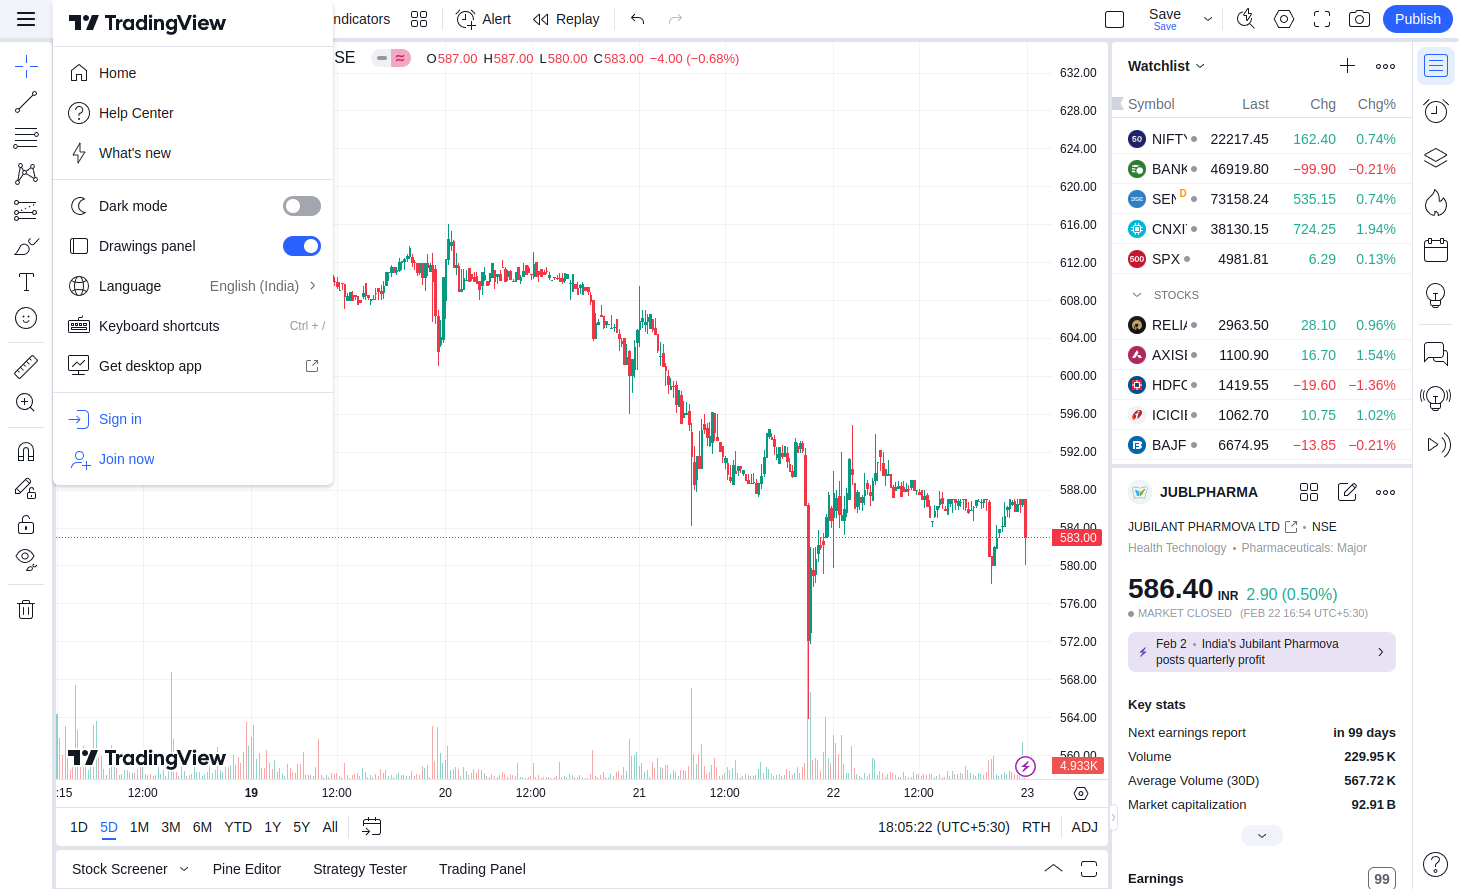 TradingView
Indicators
Alert
Replay
Save
Save
Publish
Home
Help Center
What's new
Dark mode
Drawings panel
Language English (India)
Keyboard shortcuts Ctrl + /
Get desktop app
Sign in
Join now
SE
O587.00 H587.00 L580.00 C583.00 −4.00 (−0.68%)
632.00
628.00
624.00
620.00
616.00
612.00
608.00
604.00
600.00
596.00
592.00
588.00
584.00
583.00
580.00
576.00
572.00
568.00
564.00
560.00
4.933K
TradingView
:15 12:00 19 12:00 20 12:00 21 12:00 22 12:00 23
1D 5D 1M 3M 6M YTD 1Y 5Y All
18:05:22 (UTC+5:30) RTH ADJ
Stock Screener Pine Editor Strategy Tester Trading Panel
Watchlist
Symbol Last Chg Chg%
50 NIFTY 22217.45 162.40 0.74%
BANK 46919.80 −99.90 −0.21%
SEN D 73158.24 535.15 0.74%
CNXI 38130.15 724.25 1.94%
500 SPX 4981.81 6.29 0.13%
STOCKS
RELIA 2963.50 28.10 0.96%
AXISE 1100.90 16.70 1.54%
HDFC 1419.55 −19.60 −1.36%
ICICIE 1062.70 10.75 1.02%
BAJF 6674.95 −13.85 −0.21%
JUBLPHARMA
JUBILANT PHARMOVA LTD • NSE
Health Technology • Pharmaceuticals: Major
586.40 INR 2.90 (0.50%)
MARKET CLOSED (FEB 22 16:54 UTC+5:30)
Feb 2 • India's Jubilant Pharmova
posts quarterly profit
Key stats
Next earnings report in 99 days
Volume 229.95K
Average Volume (30D) 567.72K
Market capitalization 92.91B
Earnings 99